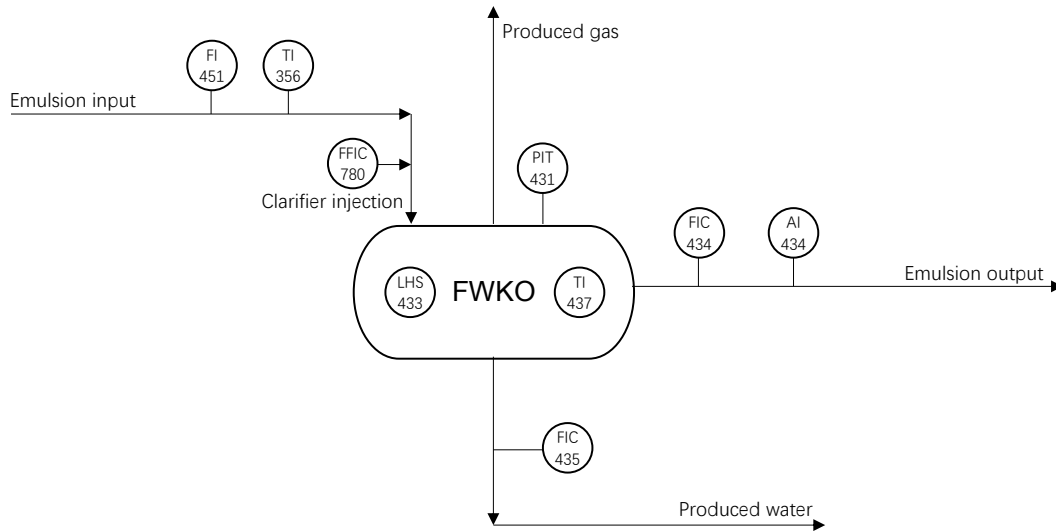 Produced gas
FI
451
TI
356
Emulsion input
FFIC
780
Clarifier injection
PIT
431
FIC
434
AI
434
Emulsion output
LHS
433
FWKO
TI
437
FIC
435
Produced water